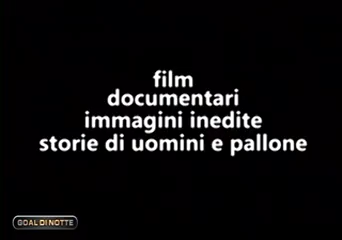 film
documentari
immagini inedite
storie di uomini e pallone
GOAL DI NOTTE